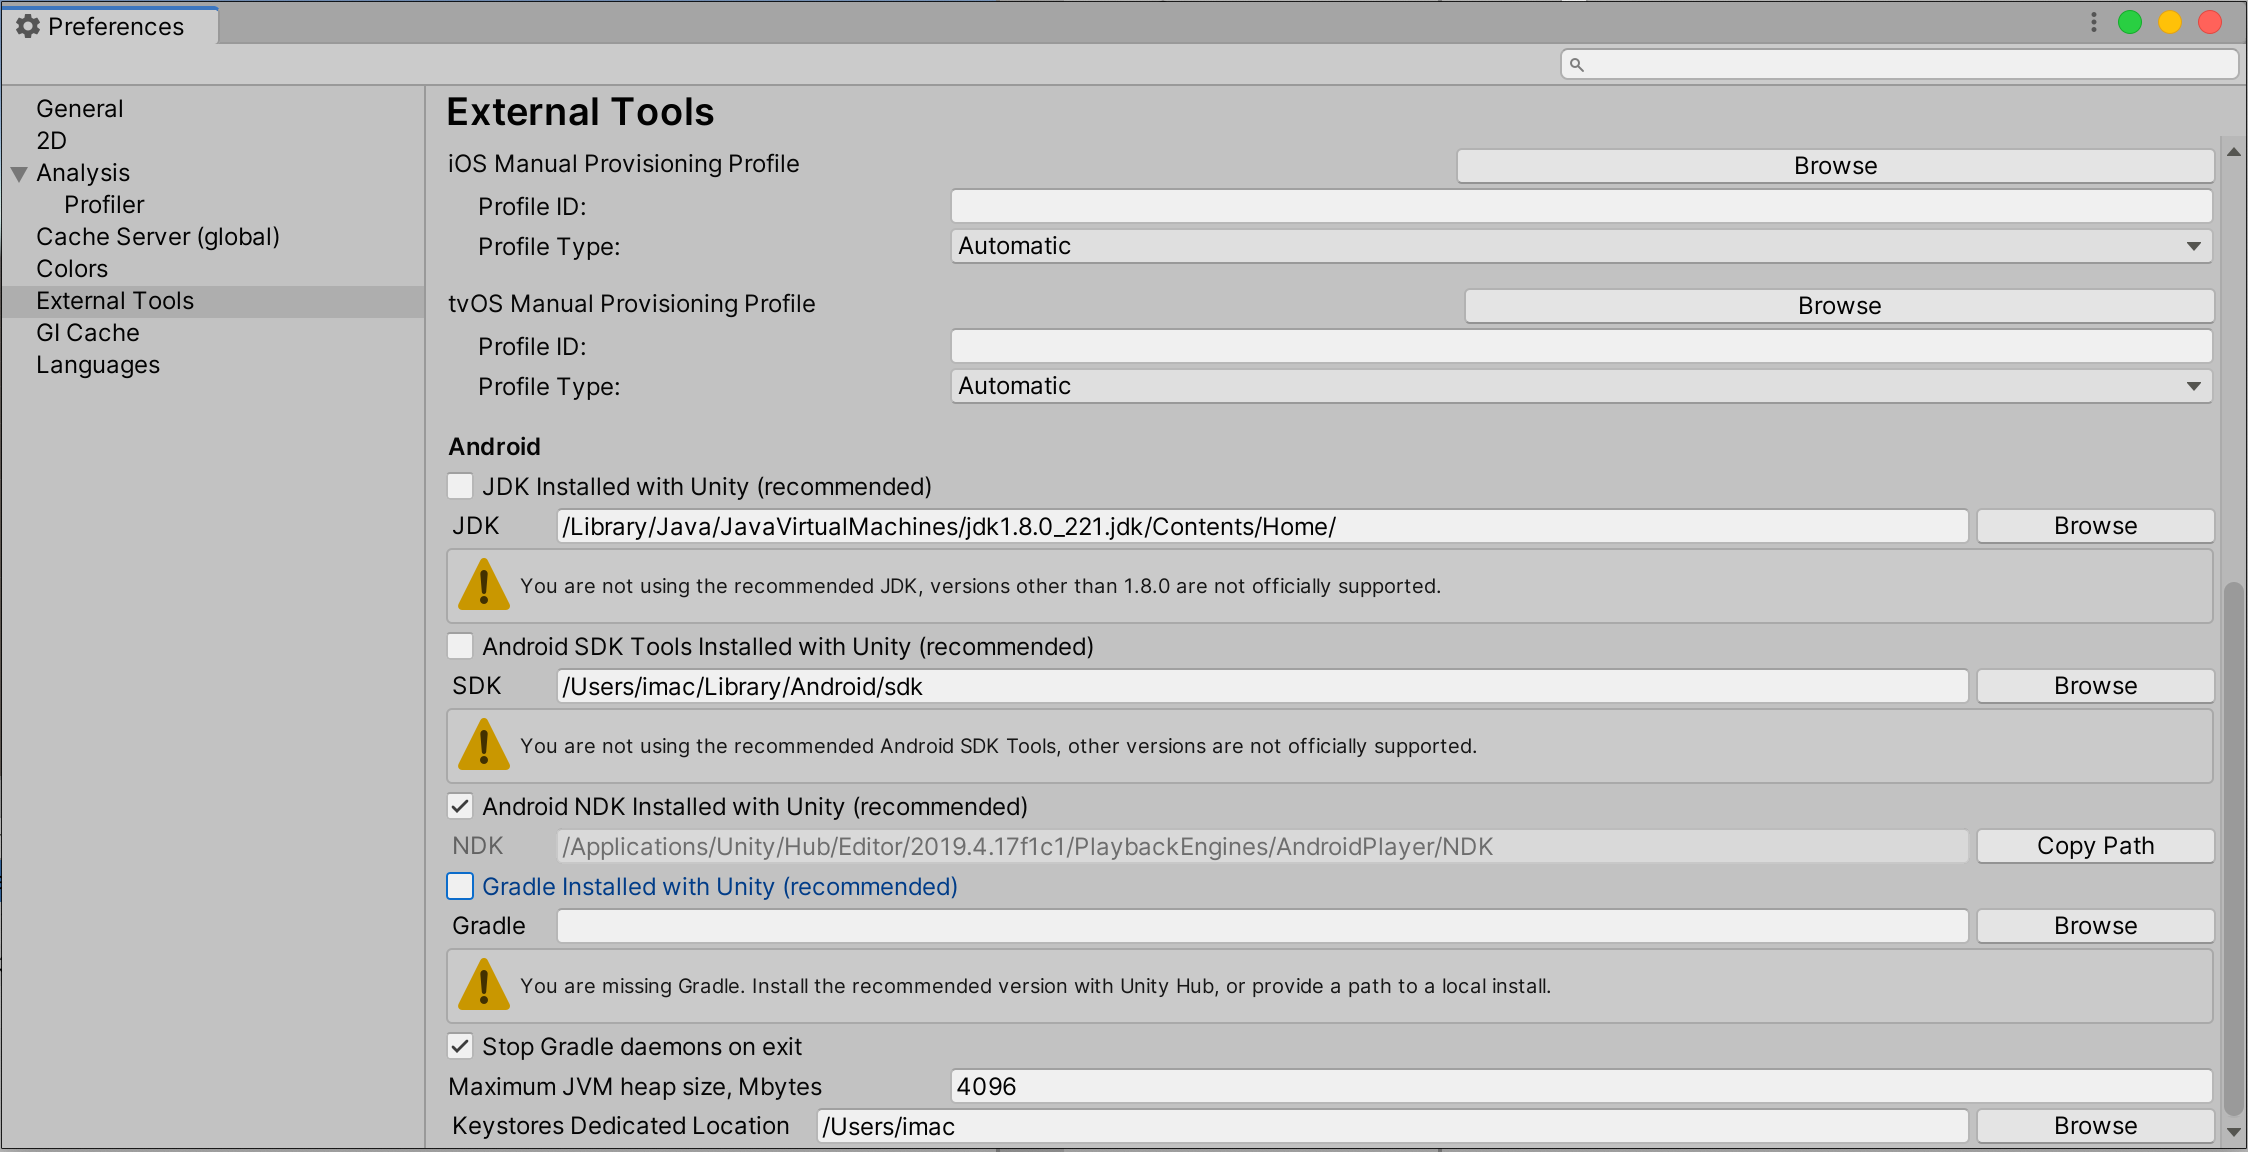 Preferences
General
2D
Analysis
Profiler
Cache Server (global)
Colors
External Tools
GI Cache
Languages
External Tools
iOS Manual Provisioning Profile
Browse
Profile ID:
Profile Type:
Automatic
tvOS Manual Provisioning Profile
Browse
Profile ID:
Profile Type:
Automatic
Android
JDK Installed with Unity (recommended)
JDK
/Library/Java/JavaVirtualMachines/jdk1.8.0_221.jdk/Contents/Home/
Browse
You are not using the recommended JDK, versions other than 1.8.0 are not officially supported.
Android SDK Tools Installed with Unity (recommended)
SDK
/Users/imac/Library/Android/sdk
Browse
You are not using the recommended Android SDK Tools, other versions are not officially supported.
Android NDK Installed with Unity (recommended)
NDK
/Applications/Unity/Hub/Editor/2019.4.17f1c1/PlaybackEngines/AndroidPlayer/NDK
Copy Path
Gradle Installed with Unity (recommended)
Gradle
Browse
You are missing Gradle. Install the recommended version with Unity Hub, or provide a path to a local install.
Stop Gradle daemons on exit
Maximum JVM heap size, Mbytes
4096
Keystores Dedicated Location
/Users/imac
Browse